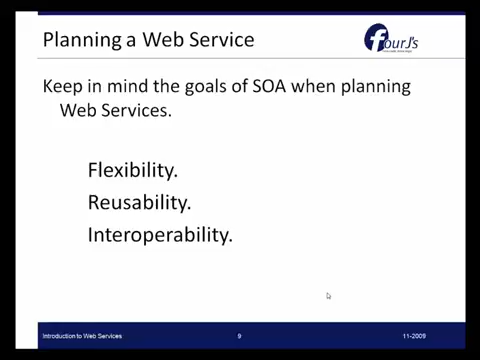 Planning a Web Service
fourJ's
Keep in mind the goals of SOA when planning
Web Services.
Flexibility.
Reusability.
Interoperability.
Introduction to Web Services
9
11-2009